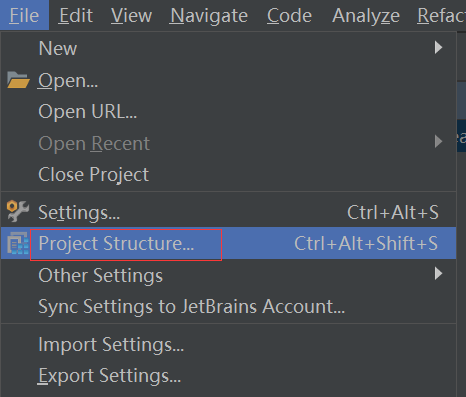 File Edit View Navigate Code Analyze Refac
New
Open...
Open URL...
Open Recent
Close Project
Settings... Ctrl+Alt+S
Project Structure... Ctrl+Alt+Shift+S
Other Settings
Sync Settings to JetBrains Account...
Import Settings...
Export Settings...